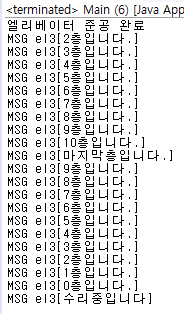 <terminated> Main (6) [Java App
엘리베이터 준공 완료
MSG el3[2층입니다.]
MSG el3[3층입니다.]
MSG el3[4층입니다.]
MSG el3[5층입니다.]
MSG el3[6층입니다.]
MSG el3[7층입니다.]
MSG el3[8층입니다.]
MSG el3[9층입니다.]
MSG el3[10층입니다.]
MSG el3[마지막층입니다.]
MSG el3[9층입니다.]
MSG el3[8층입니다.]
MSG el3[7층입니다.]
MSG el3[6층입니다.]
MSG el3[5층입니다.]
MSG el3[4층입니다.]
MSG el3[3층입니다.]
MSG el3[2층입니다.]
MSG el3[1층입니다.]
MSG el3[0층입니다.]
MSG el3[수리중입니다]